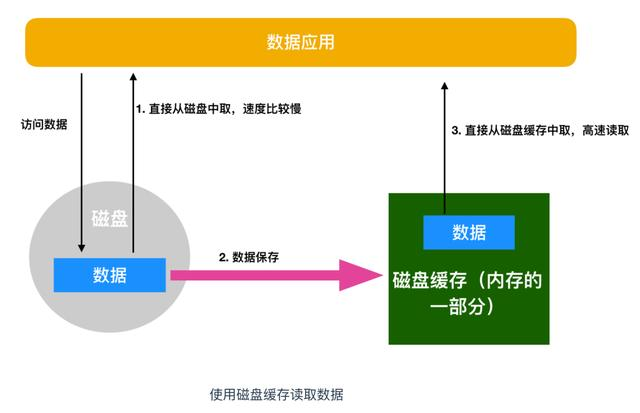 数据应用
访问数据
1. 直接从磁盘中取，速度比较慢
3. 直接从磁盘缓存中取，高速读取
磁盘
数据
2. 数据保存
数据
磁盘缓存（内存的
一部分）
使用磁盘缓存读取数据